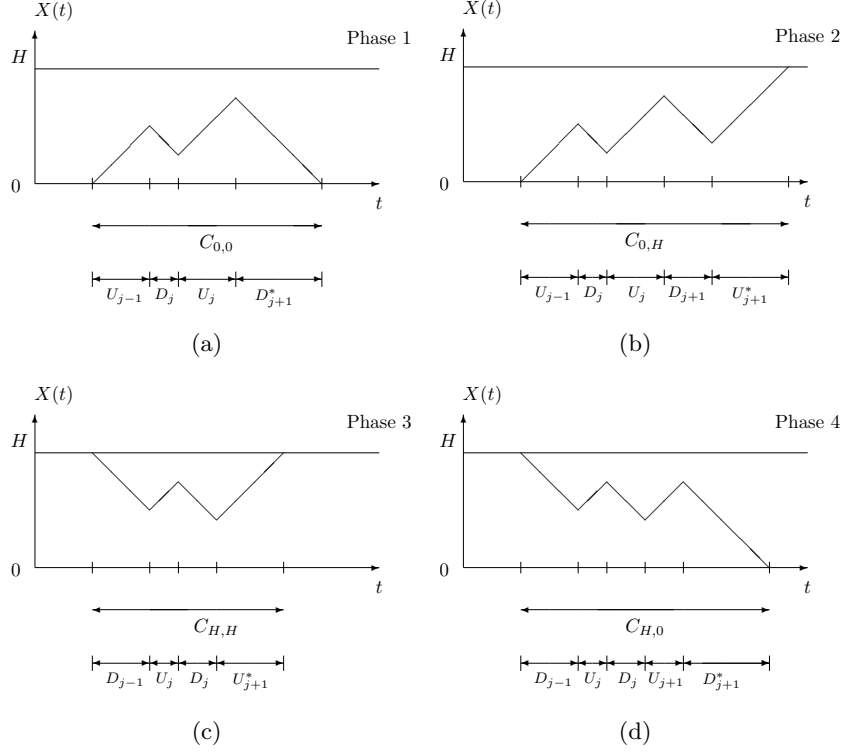 X(t)
Phase 1
H
0
t
C_{0,0}
U_{j-1} D_j U_j D^*_{j+1}
(a)
X(t)
Phase 2
H
0
t
C_{0,H}
U_{j-1} D_j U_j D_{j+1} U^*_{j+1}
(b)
X(t)
Phase 3
H
0
t
C_{H,H}
D_{j-1} U_j D_j U^*_{j+1}
(c)
X(t)
Phase 4
H
0
t
C_{H,0}
D_{j-1} U_j D_j U_{j+1} D^*_{j+1}
(d)